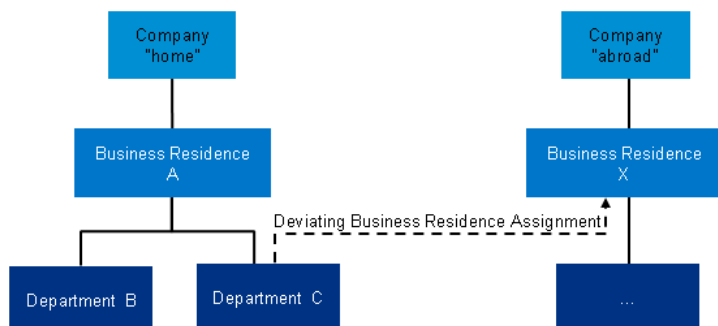 Company
"home"
Company
"abroad"
Business Residence
A
Business Residence
X
Deviating Business Residence Assignment
Department B
Department C
...